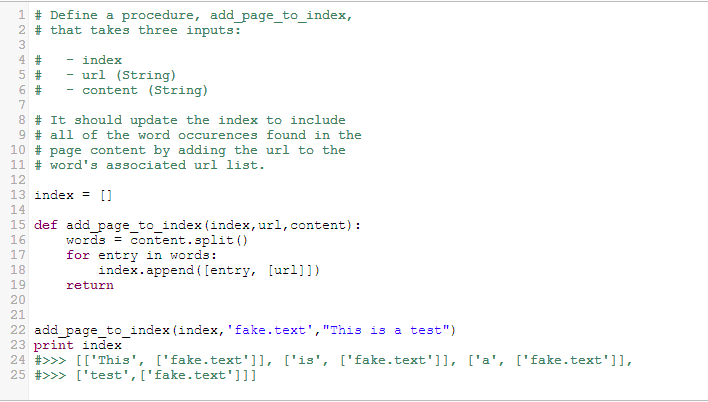 1 # Define a procedure, add_page_to_index,
2 # that takes three inputs:
3
4 #   - index
5 #   - url (String)
6 #   - content (String)
7
8 # It should update the index to include
9 # all of the word occurences found in the
10 # page content by adding the url to the
11 # word's associated url list.
12
13 index = []
14
15 def add_page_to_index(index,url,content):
16     words = content.split()
17     for entry in words:
18         index.append([entry, [url]])
19     return
20
21
22 add_page_to_index(index,'fake.text',"This is a test")
23 print index
24 #>>> [['This', ['fake.text']], ['is', ['fake.text']], ['a', ['fake.text']],
25 #>>> ['test',['fake.text']]]